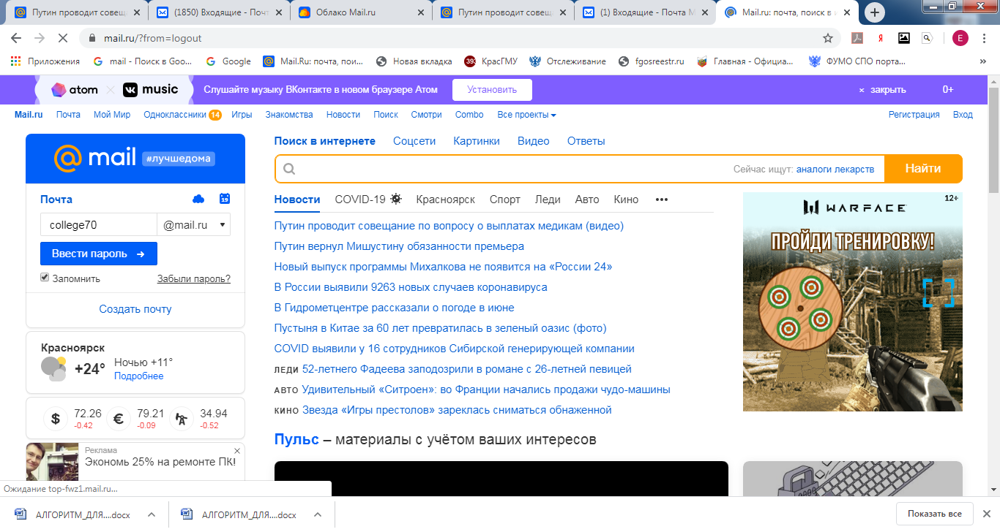 Путин проводит совещ
(1850) Входящие - Почт
Облако Mail.ru
Путин проводит совещ
(1) Входящие - Почта M
Mail.ru: почта, поиск в и
mail.ru/?from=logout
Я
E
Приложения
mail - Поиск в Goo...
Google
Mail.Ru: почта, пои...
Новая вкладка
393
КрасГМУ
Отслеживание
fgosreestr.ru
Главная - Официа...
ФУМО СПО порта...
»
atom × music
Слушайте музыку ВКонтакте в новом браузере Атом
Установить
× закрыть
0+
Mail.ru Почта Мой Мир Одноклассники 14 Игры Знакомства Новости Поиск Смотри Combo Все проекты
Регистрация Вход
@mail #лучшедома
Почта
19
college70
@mail.ru
Ввести пароль →
Запомнить
Забыли пароль?
Создать почту
Красноярск
+24°
Ночью +11°
Подробнее
$ 72.26
-0.42
€ 79.21
-0.09
34.94
-0.52
Реклама
Экономь 25% на ремонте ПК!
Поиск в интернете Соцсети Картинки Видео Ответы
Сейчас ищут: аналоги лекарств
Найти
Новости COVID-19 Красноярск Спорт Леди Авто Кино •••
Путин проводит совещание по вопросу о выплатах медикам (видео)
Путин вернул Мишустину обязанности премьера
Новый выпуск программы Михалкова не появится на «России 24»
В России выявили 9263 новых случаев коронавируса
В Гидрометцентре рассказали о погоде в июне
Пустыня в Китае за 60 лет превратилась в зеленый оазис (фото)
COVID выявили у 16 сотрудников Сибирской генерирующей компании
ЛЕДИ 52-летнего Фадеева заподозрили в романе с 26-летней певицей
АВТО Удивительный «Ситроен»: во Франции начались продажи чудо-машины
КИНО Звезда «Игры престолов» зареклась сниматься обнаженной
Пульс – материалы с учётом ваших интересов
12+
WARFACE
ПРОЙДИ ТРЕНИРОВКУ!
Ожидание top-fwz1.mail.ru...
АЛГОРИТМ_ДЛЯ....docx
АЛГОРИТМ_ДЛЯ....docx
Показать все